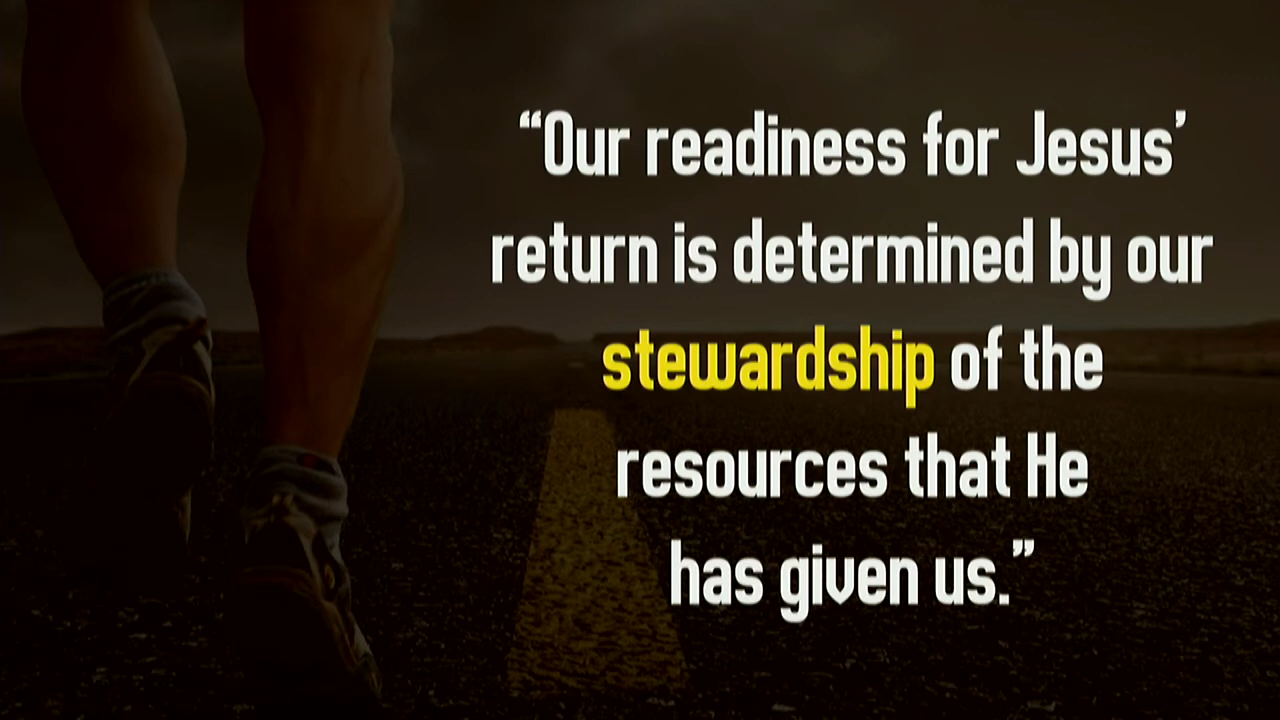 “Our readiness for Jesus’
return is determined by our
stewardship of the
resources that He
has given us.”